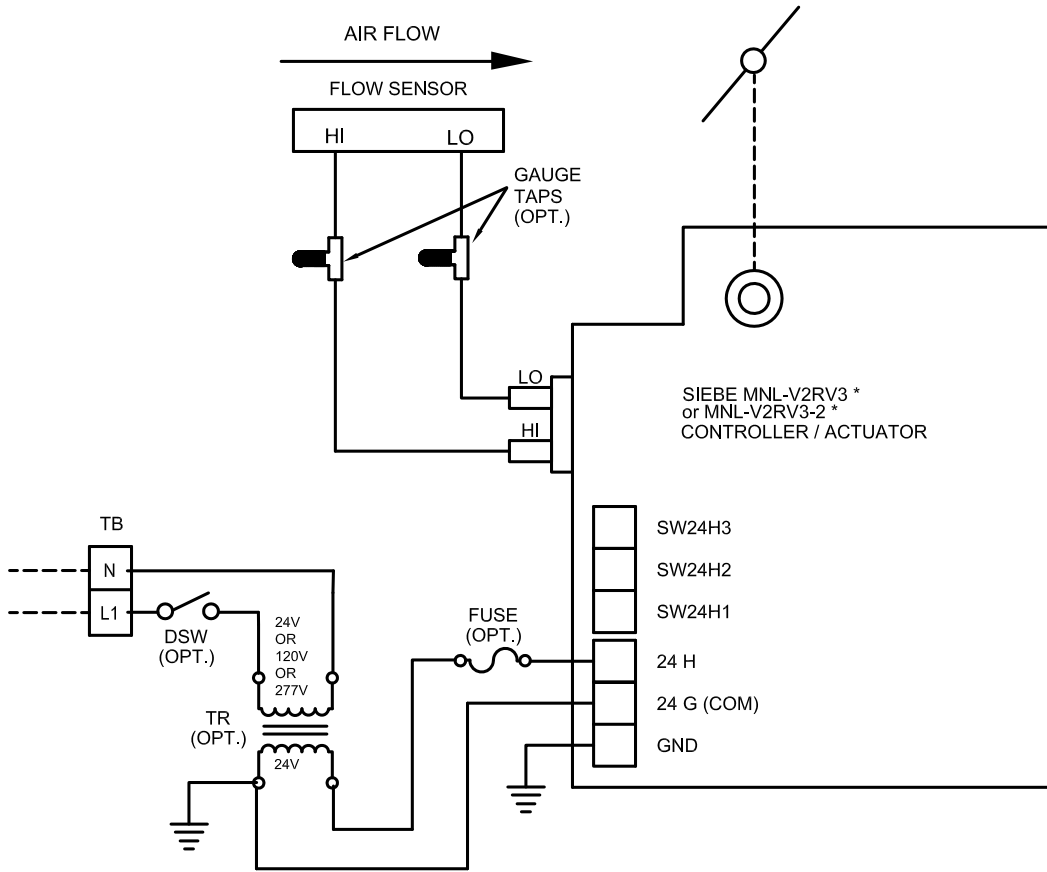 AIR FLOW
FLOW SENSOR
HI
LO
GAUGE
TAPS
(OPT.)
LO
HI
SIEBE MNL-V2RV3 *
or MNL-V2RV3-2 *
CONTROLLER / ACTUATOR
SW24H3
SW24H2
SW24H1
24 H
24 G (COM)
GND
TB
N
L1
DSW
(OPT.)
24V
OR
120V
OR
277V
FUSE
(OPT.)
TR
(OPT.)
24V